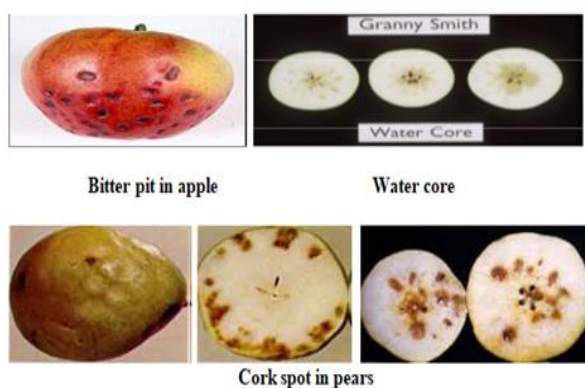 Granny Smith
Water Core
Bitter pit in apple
Water core
Cork spot in pears